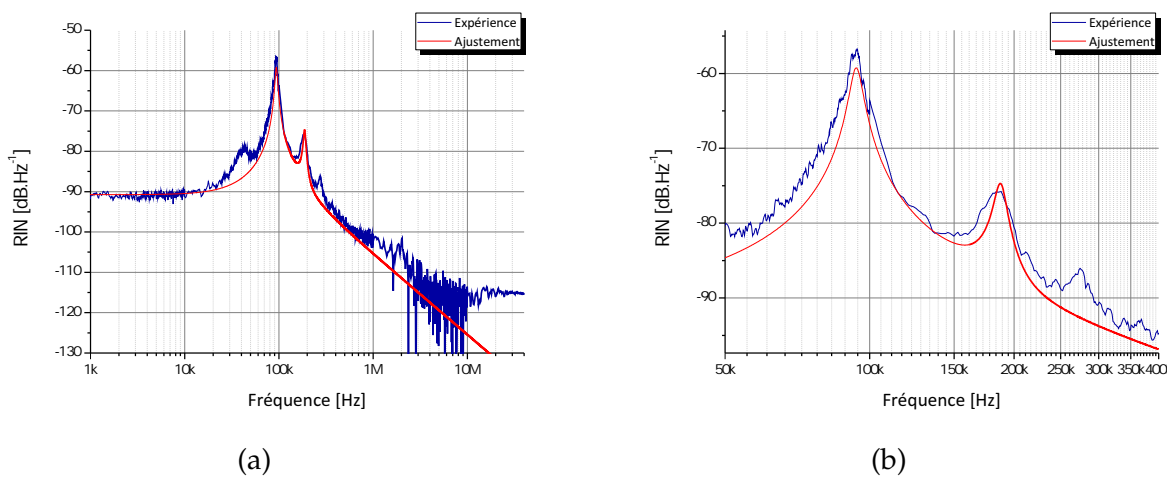 Expérience
Ajustement
RIN [dB.Hz-1]
-50
-60
-70
-80
-90
-100
-110
-120
-130
1k
10k
100k
1M
10M
Fréquence [Hz]
(a)
Expérience
Ajustement
RIN [dB.Hz-1]
-60
-70
-80
-90
50k
100k
150k
200k
250k
300k
350k
400
Fréquence [Hz]
(b)